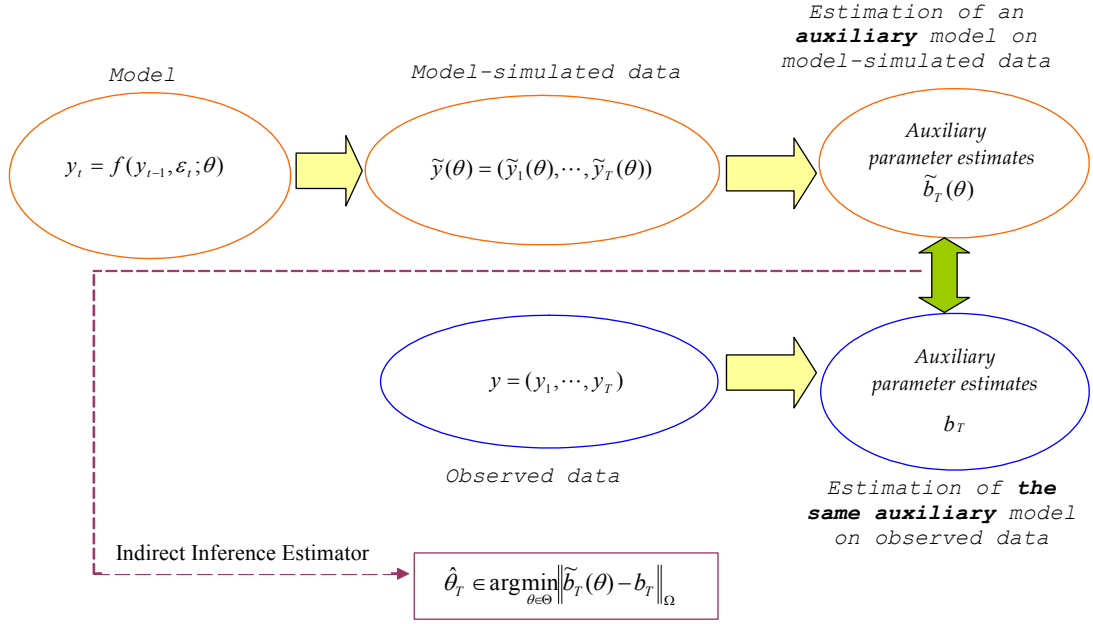 Model
y_t = f(y_{t-1}, ε_t; θ)
Model-simulated data
ỹ(θ) = (ỹ_1(θ), ⋯, ỹ_T(θ))
Estimation of an
auxiliary model on
model-simulated data
Auxiliary
parameter estimates
b̃_T(θ)
y = (y_1, ⋯, y_T)
Observed data
Auxiliary
parameter estimates
b_T
Estimation of the
same auxiliary model
on observed data
Indirect Inference Estimator
θ̂_T ∈ argmin_{θ∈Θ} ‖b̃_T(θ) − b_T‖_Ω